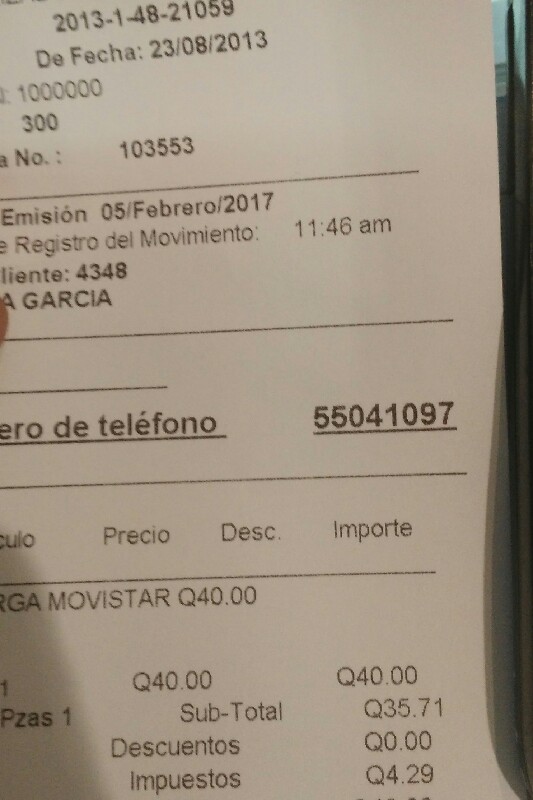 2013-1-48-21059
De Fecha: 23/08/2013
1000000
300
a No. : 103553
Emisión 05/Febrero/2017
e Registro del Movimiento: 11:46 am
liente: 4348
A GARCIA
ero de teléfono 55041097
culo Precio Desc. Importe
RGA MOVISTAR Q40.00
1 Q40.00 Q40.00
Pzas 1 Sub-Total Q35.71
Descuentos Q0.00
Impuestos Q4.29